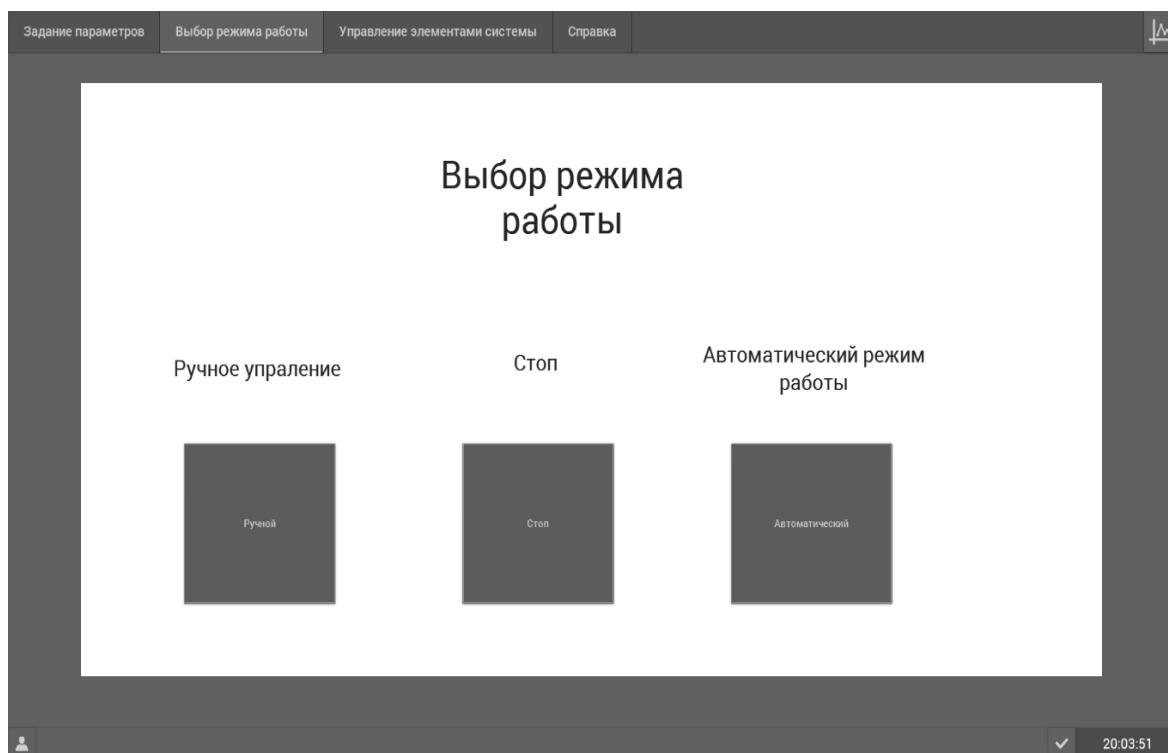 Задание параметров
Выбор режима работы
Управление элементами системы
Справка
Выбор режима
работы
Ручное упраление
Стоп
Автоматический режим
работы
Ручной
Стоп
Автоматический
20:03:51